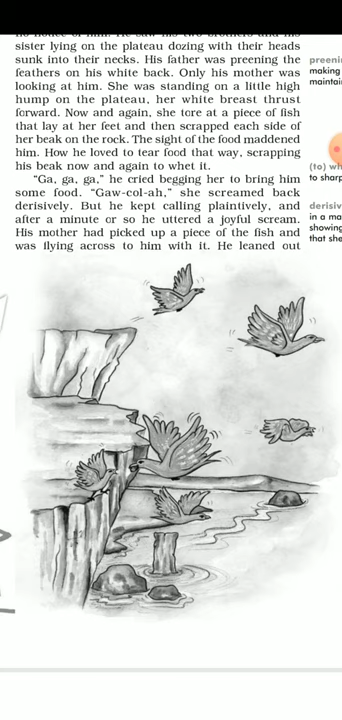 sister lying on the plateau dozing with their heads
sunk into their necks. His father was preening the
feathers on his white back. Only his mother was
looking at him. She was standing on a little high
hump on the plateau, her white breast thrust
forward. Now and again, she tore at a piece of fish
that lay at her feet and then scrapped each side of
her beak on the rock. The sight of the food maddened
him. How he loved to tear food that way, scrapping
his beak now and again to whet it.
“Ga, ga, ga,” he cried begging her to bring him
some food. “Gaw-col-ah,” she screamed back
derisively. But he kept calling plaintively, and
after a minute or so he uttered a joyful scream.
His mother had picked up a piece of the fish and
was flying across to him with it. He leaned out
making
(to)
to sharp
in a
showing
that she